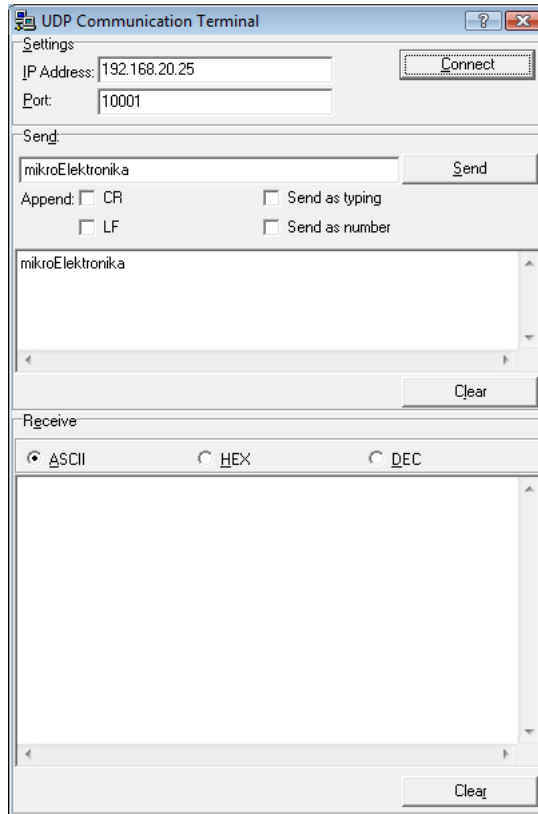 UDP Communication Terminal
Settings
IP Address: 192.168.20.25
Connect
Port: 10001
Send:
mikroElektronika
Send
Append: CR
Send as typing
LF
Send as number
mikroElektronika
Clear
Receive
ASCII HEX DEC
Clear